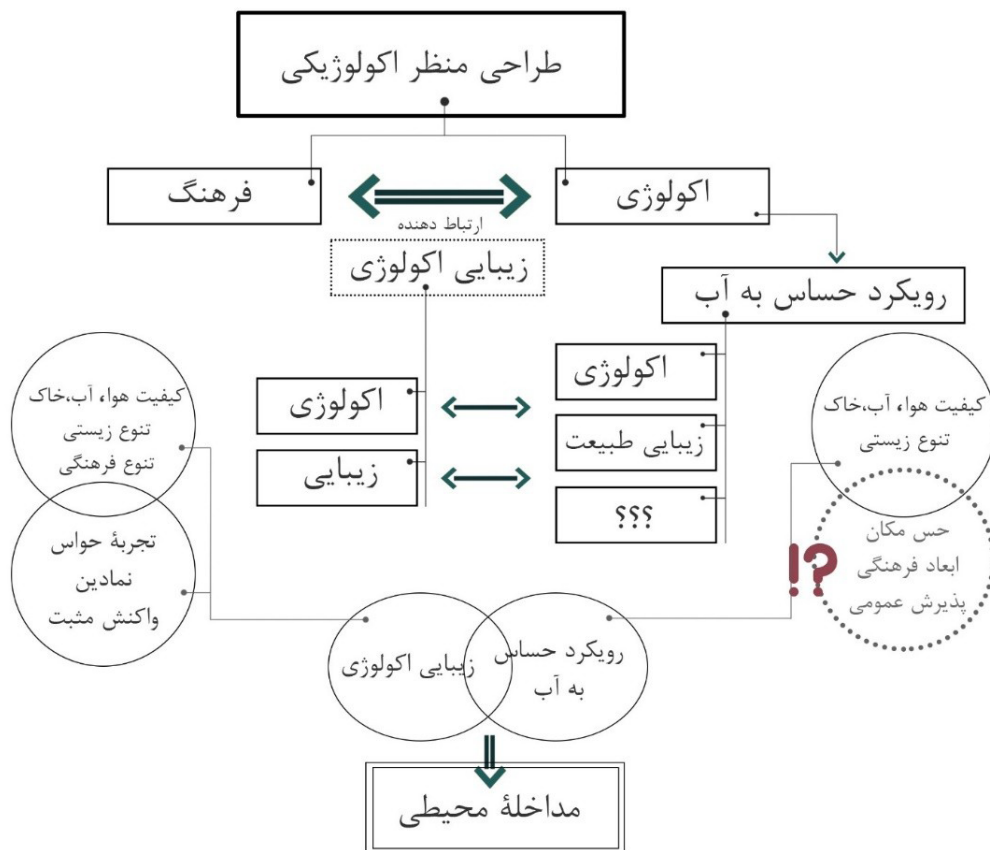 طراحی منظر اکولوژیکی
اکولوژی
فرهنگ
ارتباط دهنده
زیبایی اکولوژی
رویکرد حساس به آب
اکولوژی
زیبایی طبیعت
؟؟؟
اکولوژی
زیبایی
کیفیت هواء آب،خاک
تنوع زیستی
حس مکان
ابعاد فرهنگی
پذیرش عمومی
?!
کیفیت هواء آب،خاک
تنوع زیستی
تنوع فرهنگی
تجربهٔ حواس
نمادین
واکنش مثبت
رویکرد حساس
به آب
زیبایی اکولوژی
مداخلهٔ محیطی